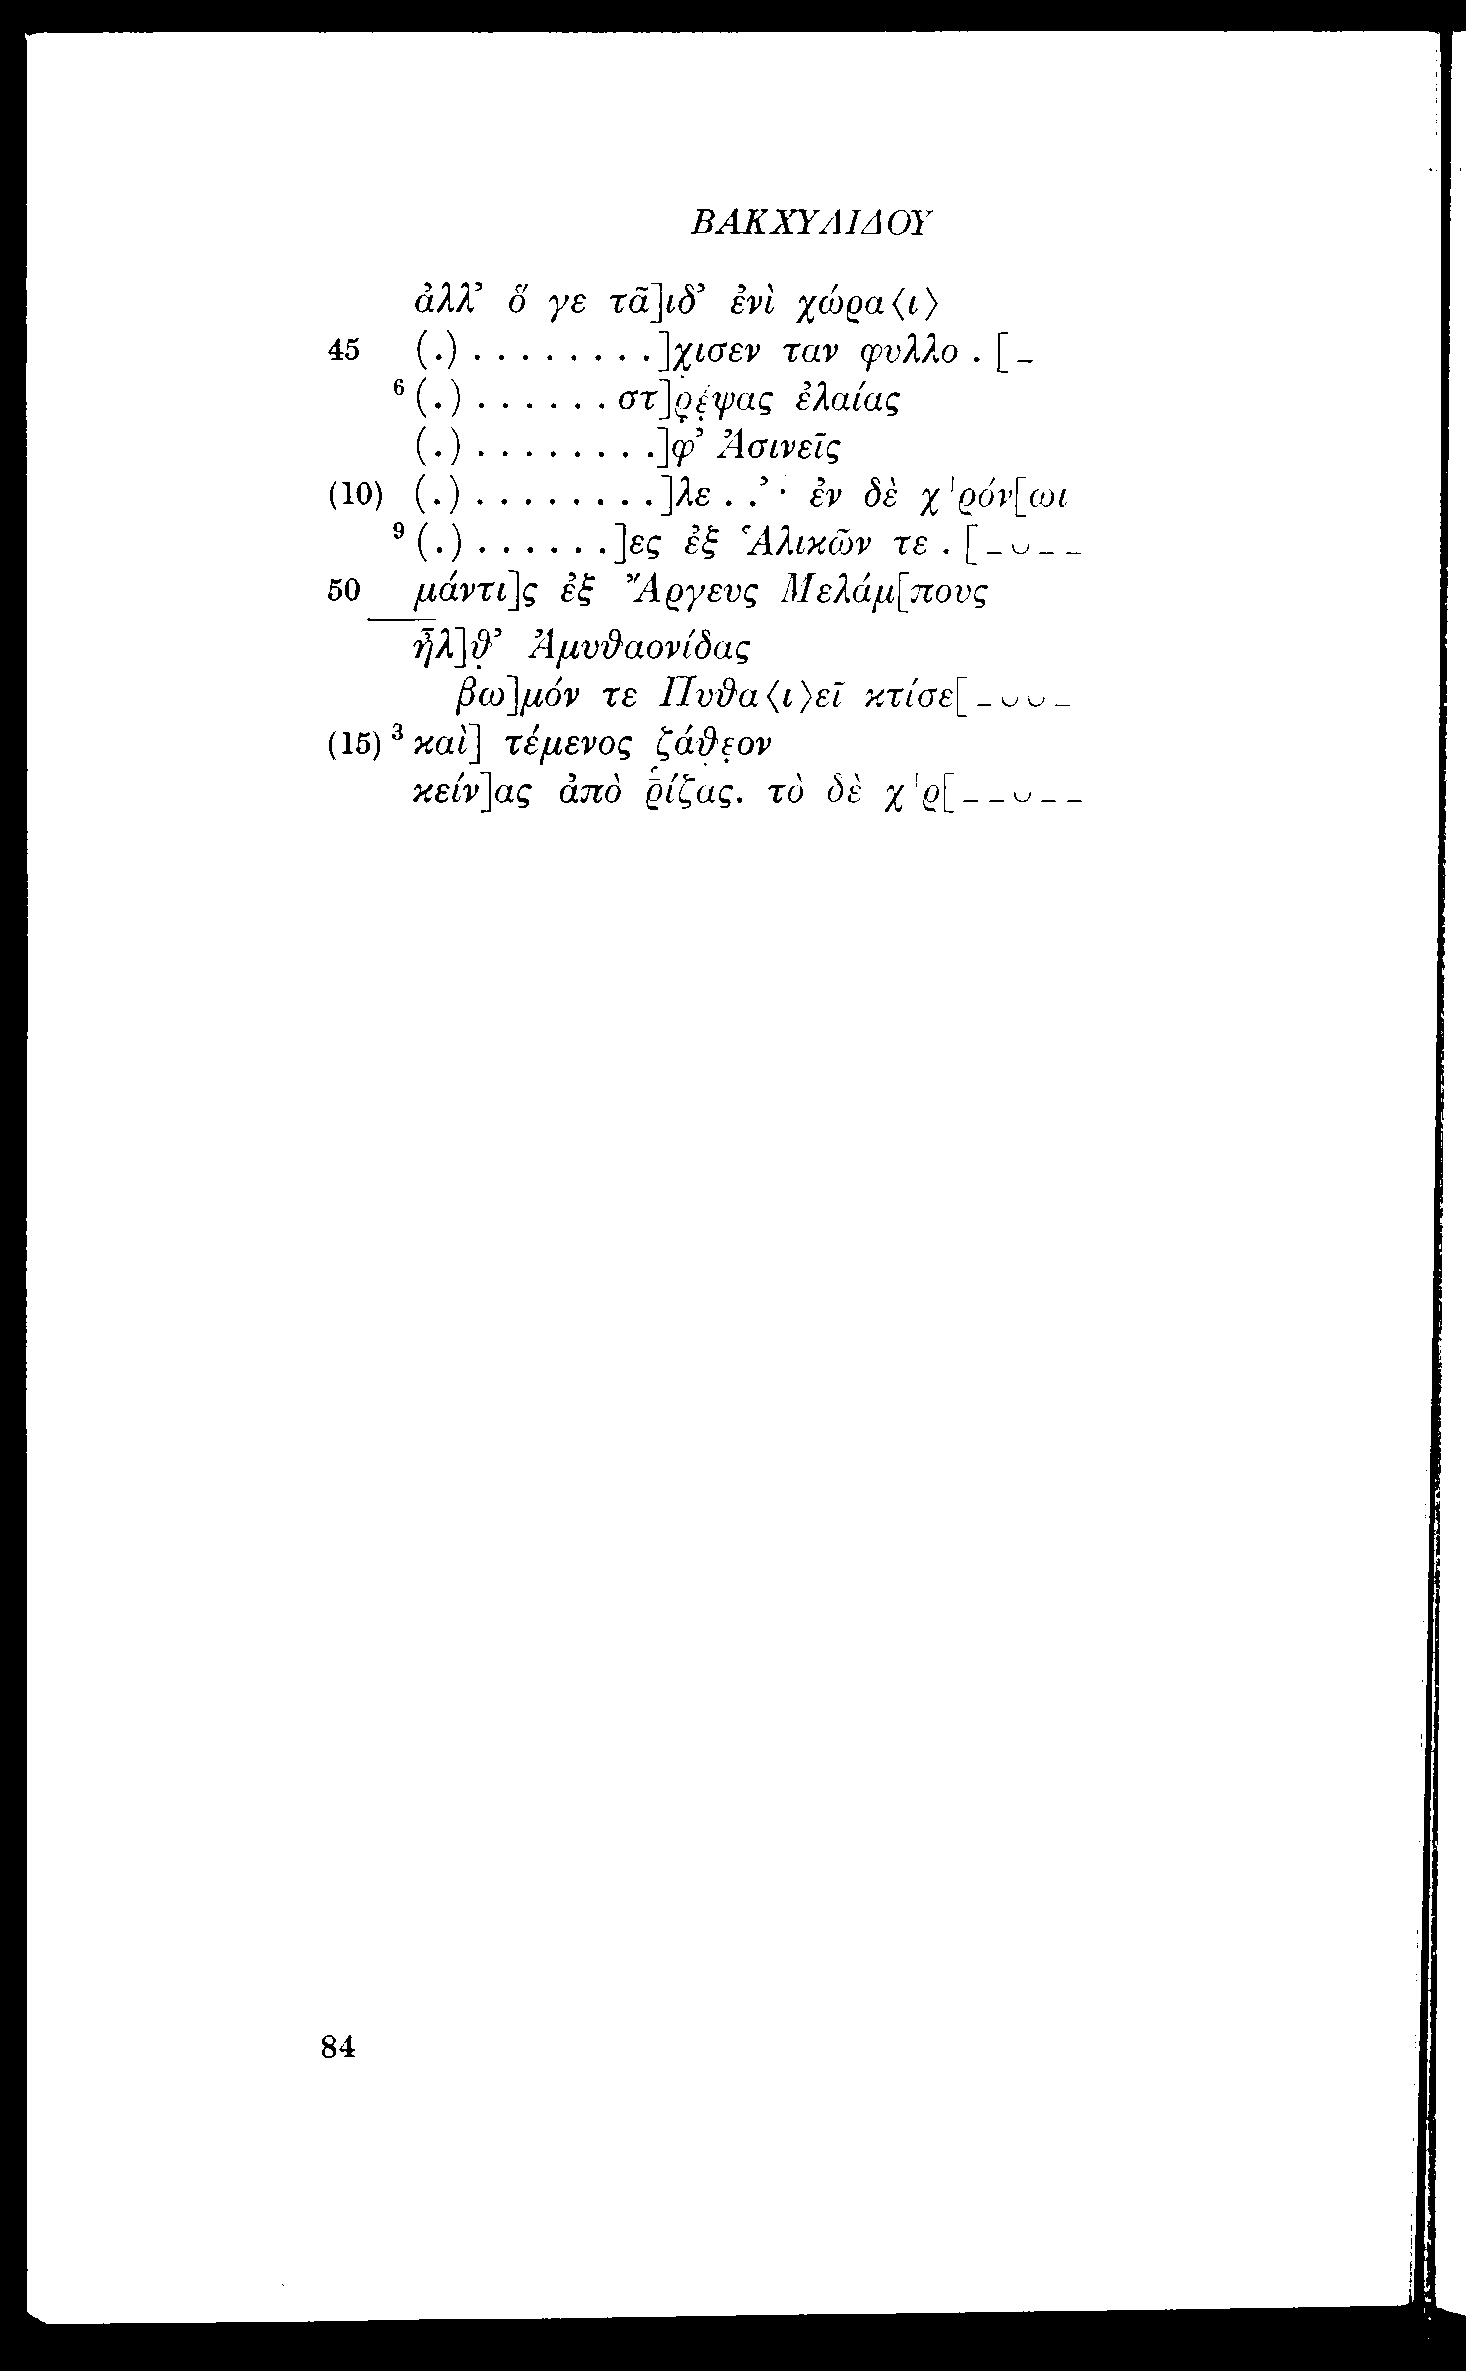 ΒΑΚΧΥΛΙΔΟΥ
ἀλλ’ ὅ γε τᾶ]ιδ’ ἐνὶ χώρα⟨ι⟩
45 (.) . . . . . . . . ]χισεν ταν φυλλο . [ –
6 (.) . . . . . . στ]ρ̣έ̣ψας ἐλαίας
(.) . . . . . . . . ]φ’ Ἀσινεῖς
(10) (.) . . . . . . . . ]λε . .’· ἐν δὲ χ'ρόν[ωι
9 (.) . . . . . . ]ες ἐξ Ἁλικῶν τε . [ – ⏑ – –
50 μάντι]ς ἐξ Ἄργευς Μελάμ[πους
ἦλ]θ̣’ Ἀμυθαονίδας
βω]μόν τε Πυθα⟨ι⟩εῖ κτίσε[ – ⏑ ⏑ –
(15) 3 καὶ] τέμενος ζάθε̣ον
κείν]ας ἀπὸ ῥίζας. τὸ δὲ χ'ρ[ – – ⏑ – –
84